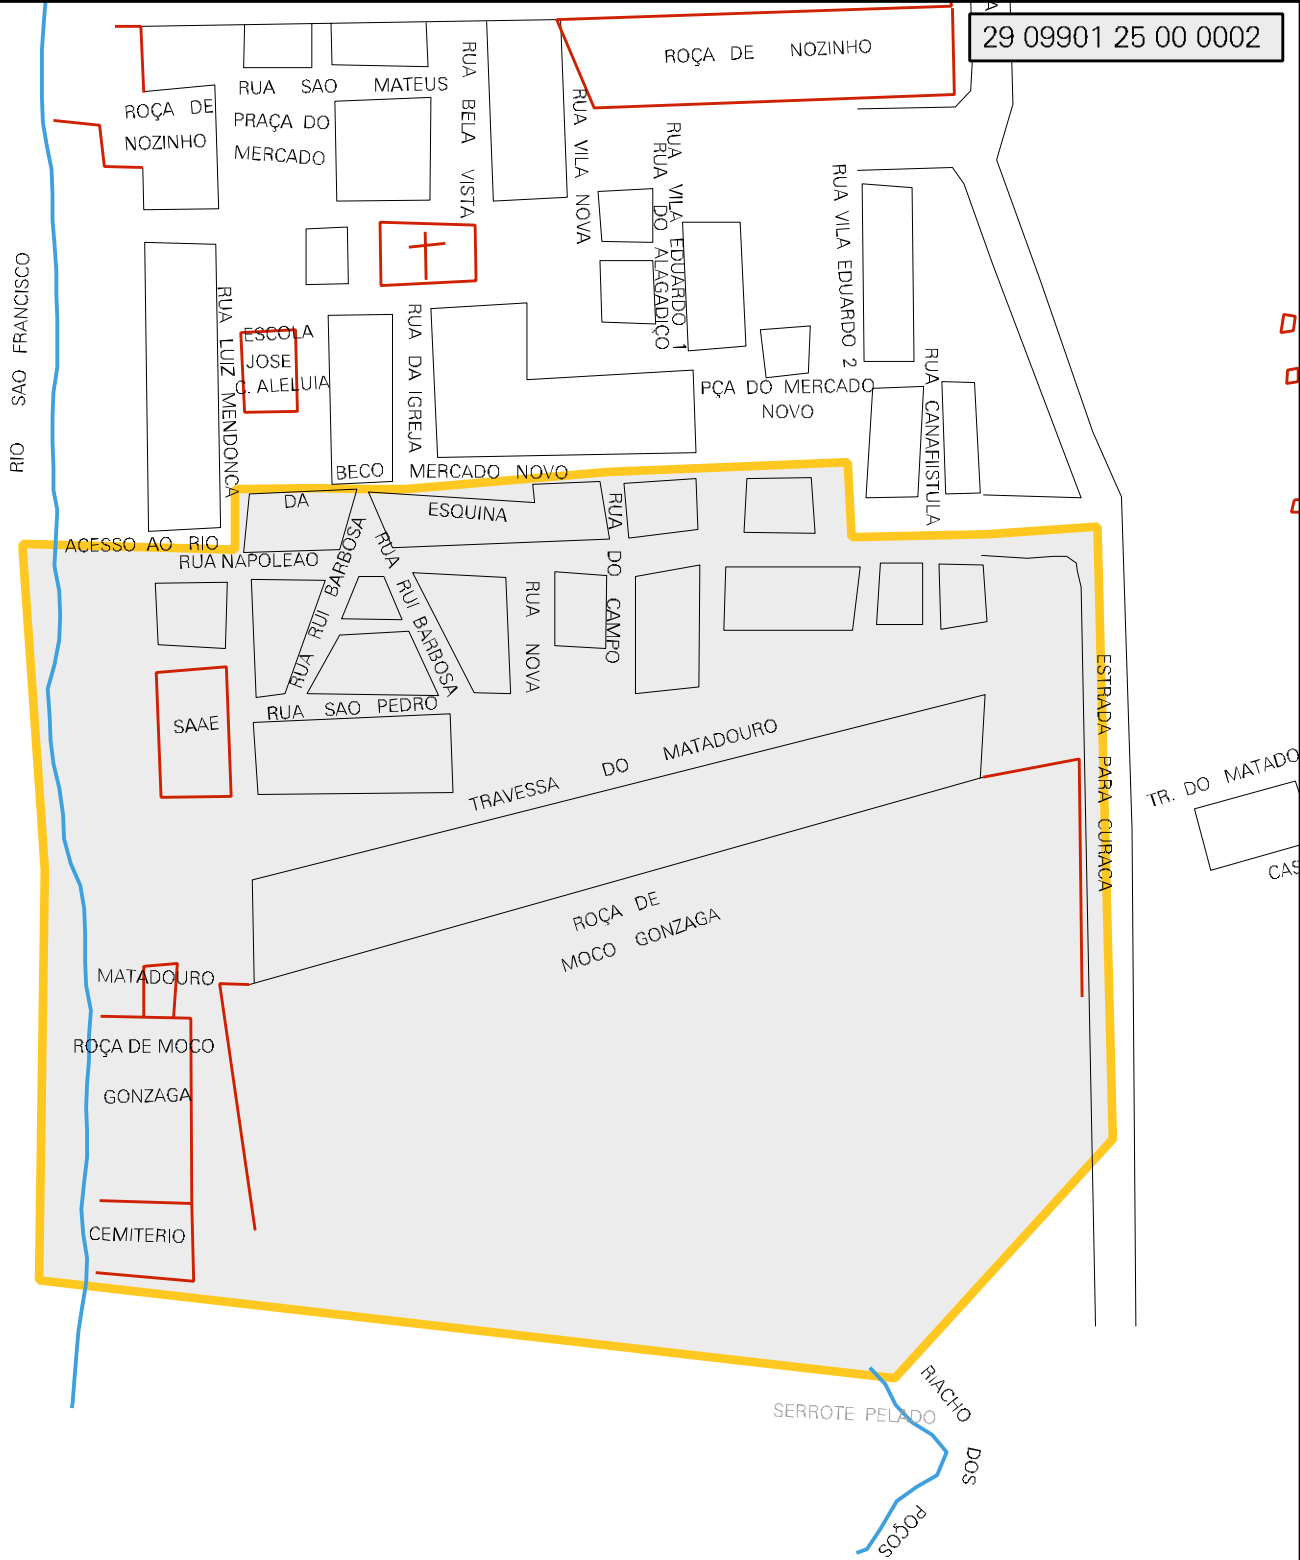 29 09901 25 00 0002
ROÇA DE NOZINHO
RUA SAO MATEUS
ROÇA DE
NOZINHO
PRAÇA DO
MERCADO
RUA BELA VISTA
RUA VILA NOVA
RUA VILA EDUARDO 1
RUA DO ALAGADIÇO
RUA VILA EDUARDO 2
RIO SAO FRANCISCO
RUA LUIZ MENDONCA
ESCOLA
JOSE
C. ALELUIA
RUA DA IGREJA
PÇA DO MERCADO
NOVO
RUA CANAFIISTULA
BECO MERCADO NOVO
DA
ESQUINA
ACESSO AO RIO
RUA NAPOLEAO
RUA RUI BARBOSA
RUA RUI BARBOSA
RUA NOVA
RUA DO CAMPO
SAAE
RUA SAO PEDRO
ESTRADA PARA CURACA
TRAVESSA DO MATADOURO
TR. DO MATADO
CAS
ROÇA DE
MOCO GONZAGA
MATADOURO
ROÇA DE MOCO
GONZAGA
CEMITERIO
RIACHO DOS POÇOS
SERROTE PELADO